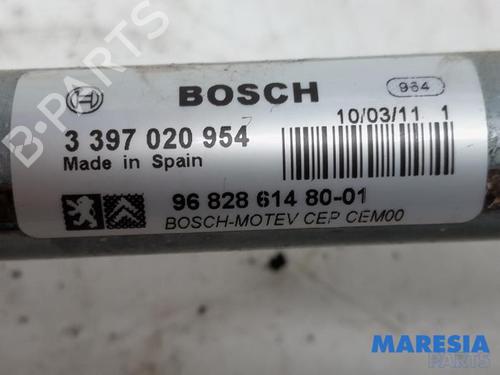 BOSCH
964
3 397 020 954
10/03/11 1
Made in Spain
96 828 614 80-01
BOSCH-MOTEV CEP CEM00
B-PARTS
MARESIA
PARTS